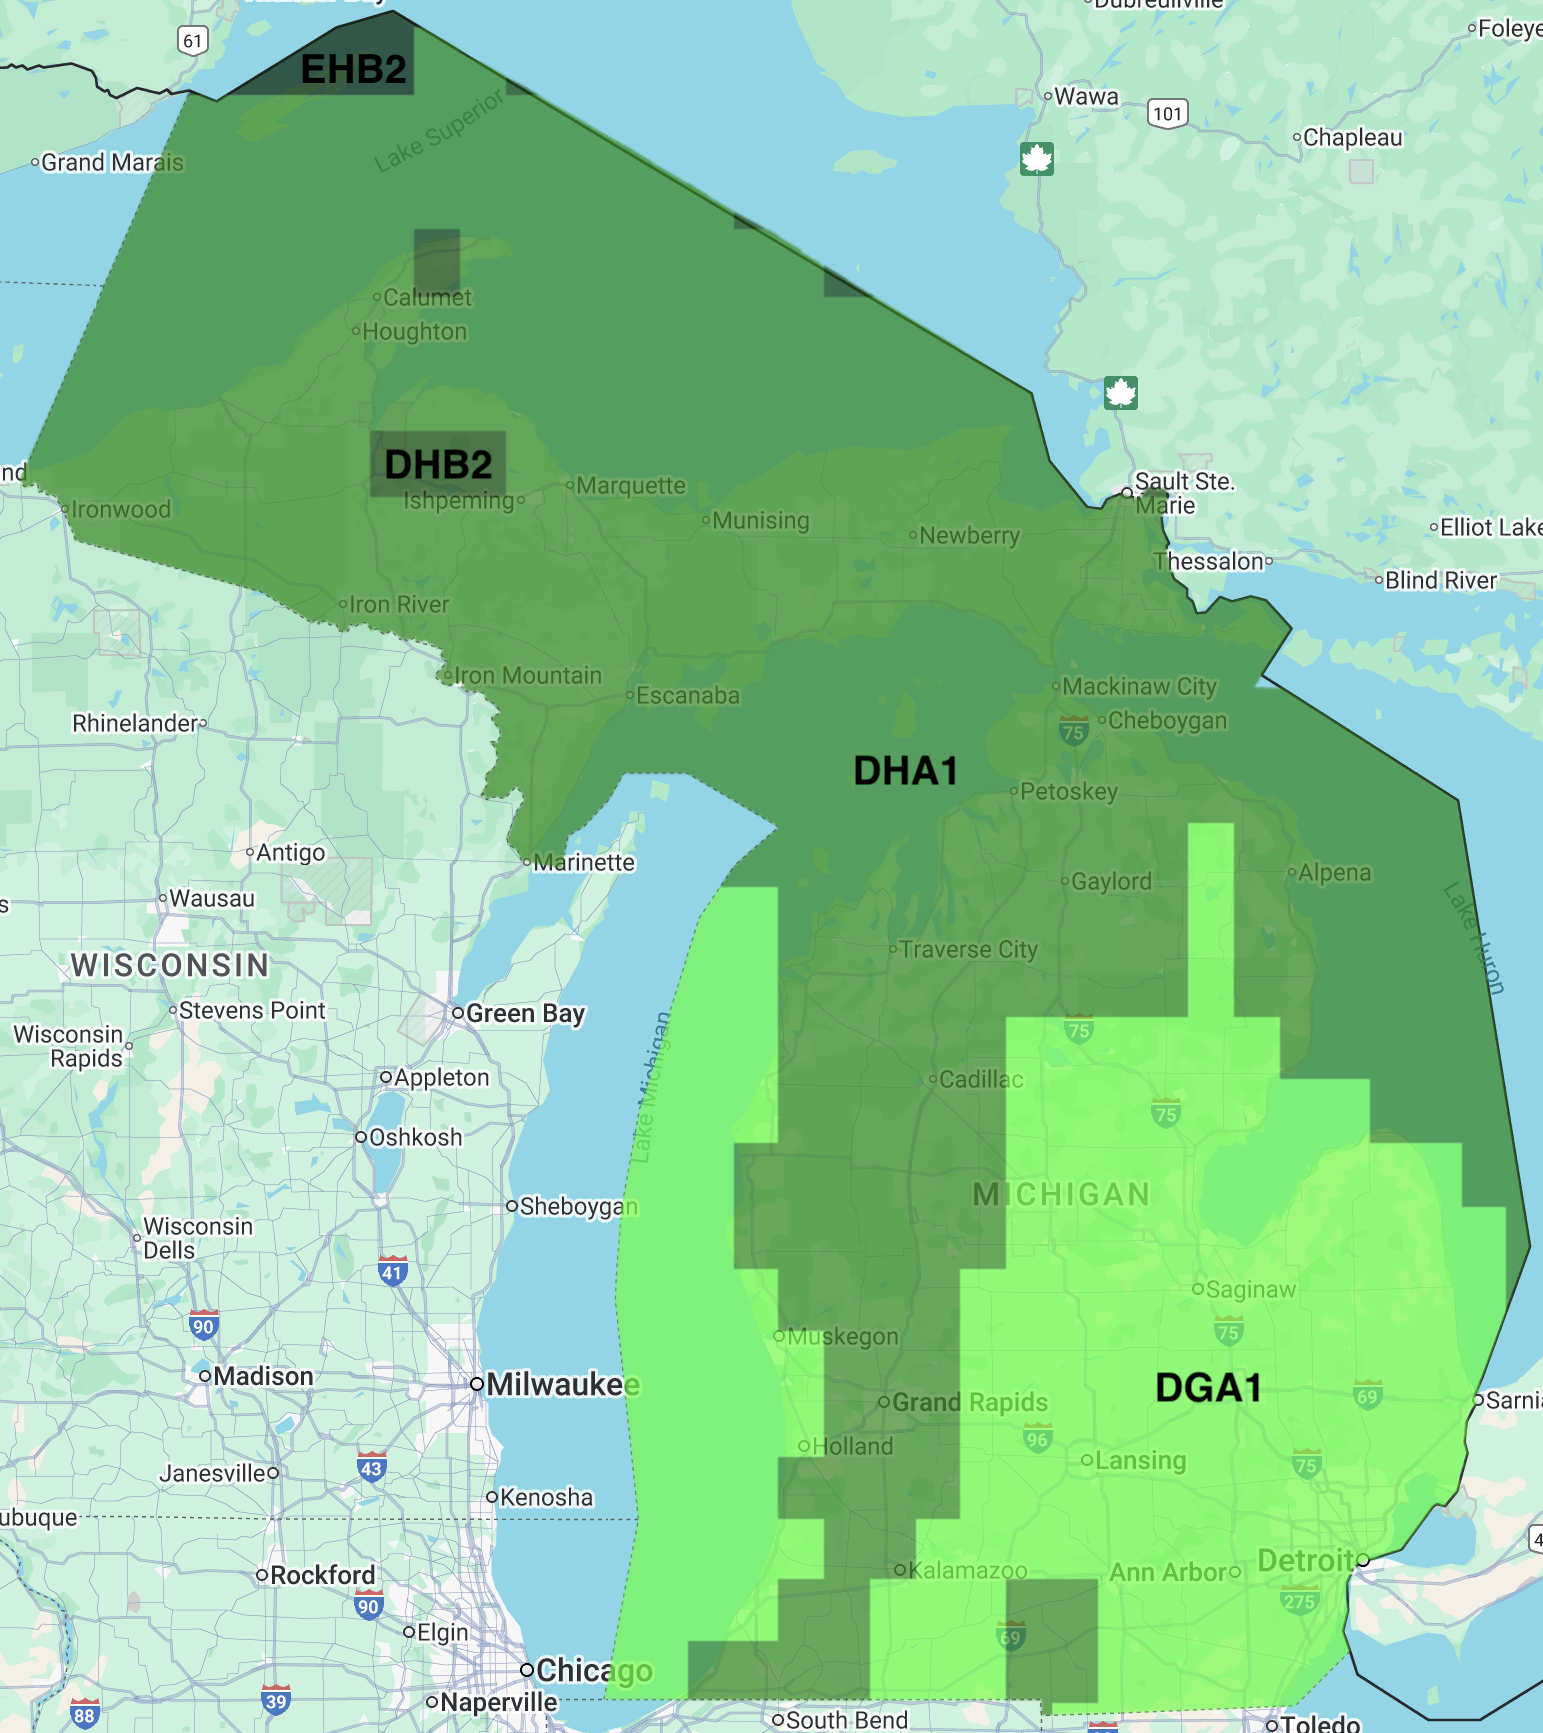 61
EHB2
Foleye
Wawa
101
Chapleau
Lake Superior
Grand Marais
Calumet
Houghton
nd
DHB2
Ishpeming
Marquette
Sault Ste.
Marie
Ironwood
Munising
Newberry
Elliot Lake
Thessalon
Blind River
Iron River
Iron Mountain
Escanaba
Mackinaw City
Rhinelander
75
Cheboygan
DHA1
Petoskey
Antigo
Marinette
Gaylord
Alpena
Wausau
s
Lake Huron
WISCONSIN
Traverse City
Stevens Point
Green Bay
Wisconsin
Rapids
75
Lake Michigan
Appleton
Cadillac
75
Oshkosh
MICHIGAN
Sheboygan
Wisconsin
Dells
41
Saginaw
90
75
Muskegon
Madison
Milwaukee
DGA1
69
Grand Rapids
Sarnia
96
Holland
Lansing
75
Janesville
43
Kenosha
ubuque
4
Rockford
Kalamazoo
Ann Arbor
Detroit
90
275
Elgin
69
Chicago
39
Naperville
88
South Bend
Toledo